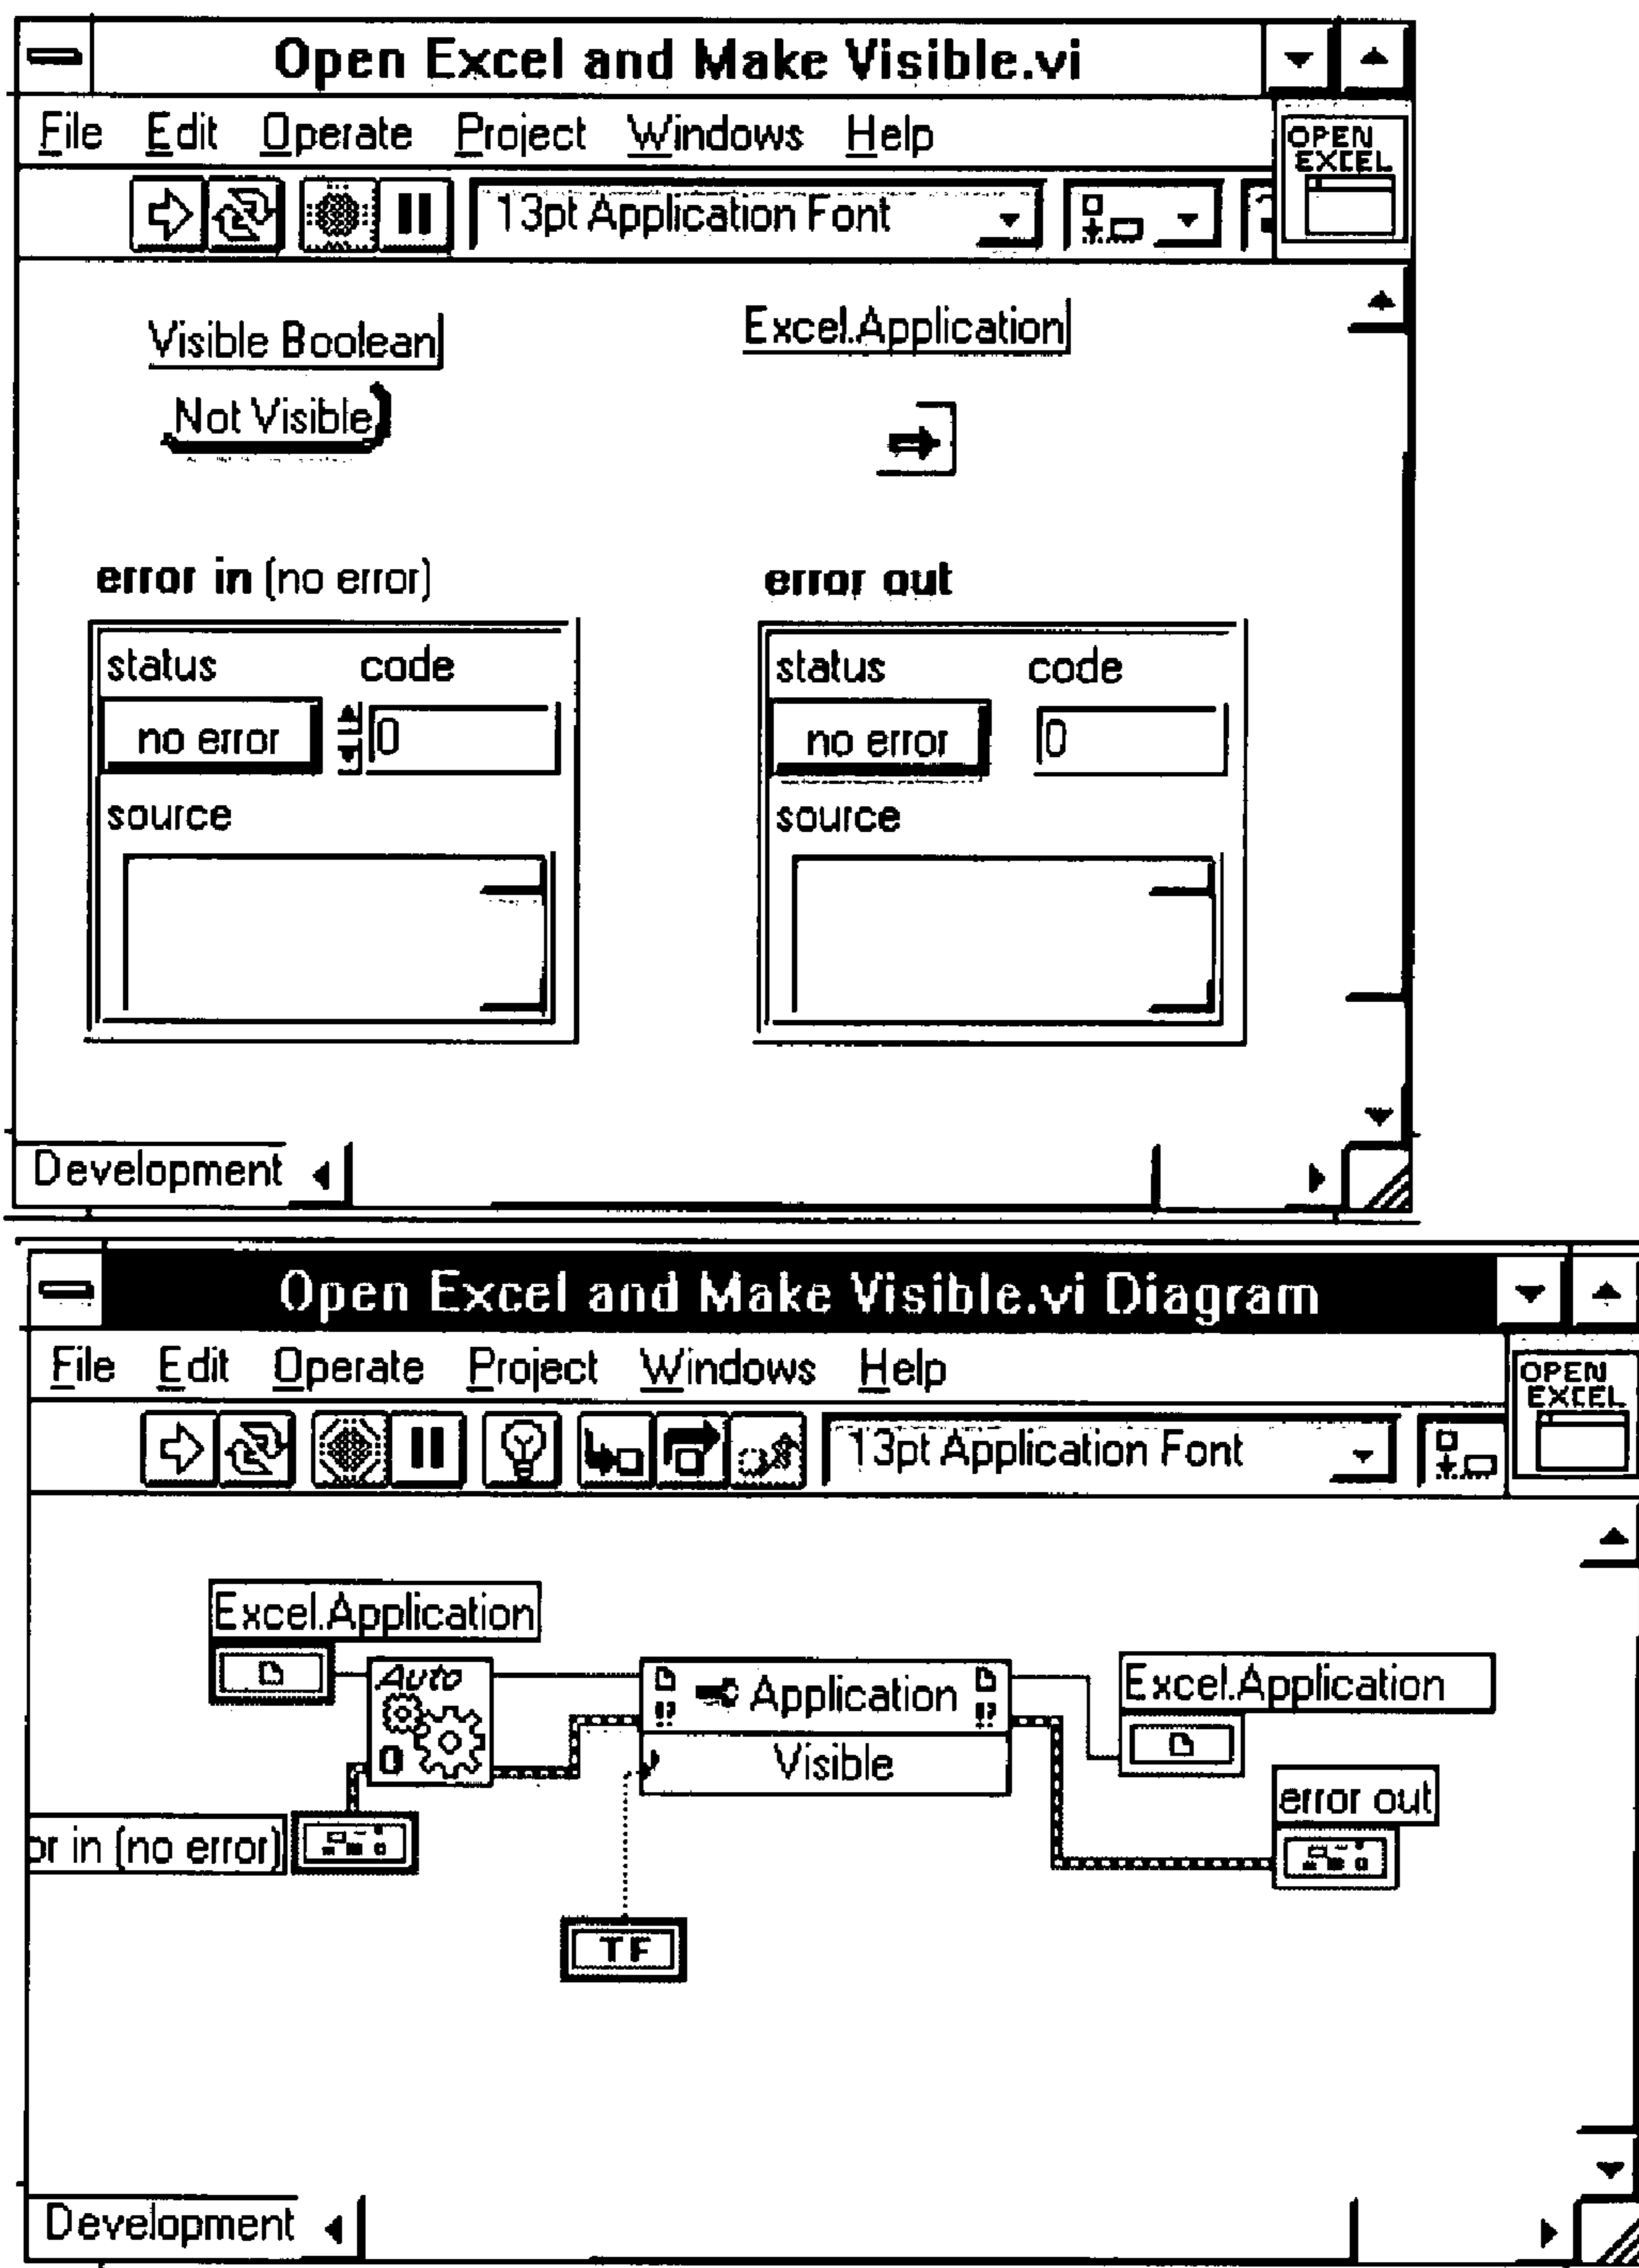 Open Excel and Make Visible.vi
File Edit Operate Project Windows Help
OPEN
EXCEL
13pt Application Font
Visible Boolean
Excel.Application
Not Visible
error in (no error)
error out
status code
status code
no error 0
no error 0
source
source
Development
Open Excel and Make Visible.vi Diagram
File Edit Operate Project Windows Help
OPEN
EXCEL
13pt Application Font
Excel.Application
Auto
Application
Visible
Excel.Application
error out
or in (no error)
TF
Development